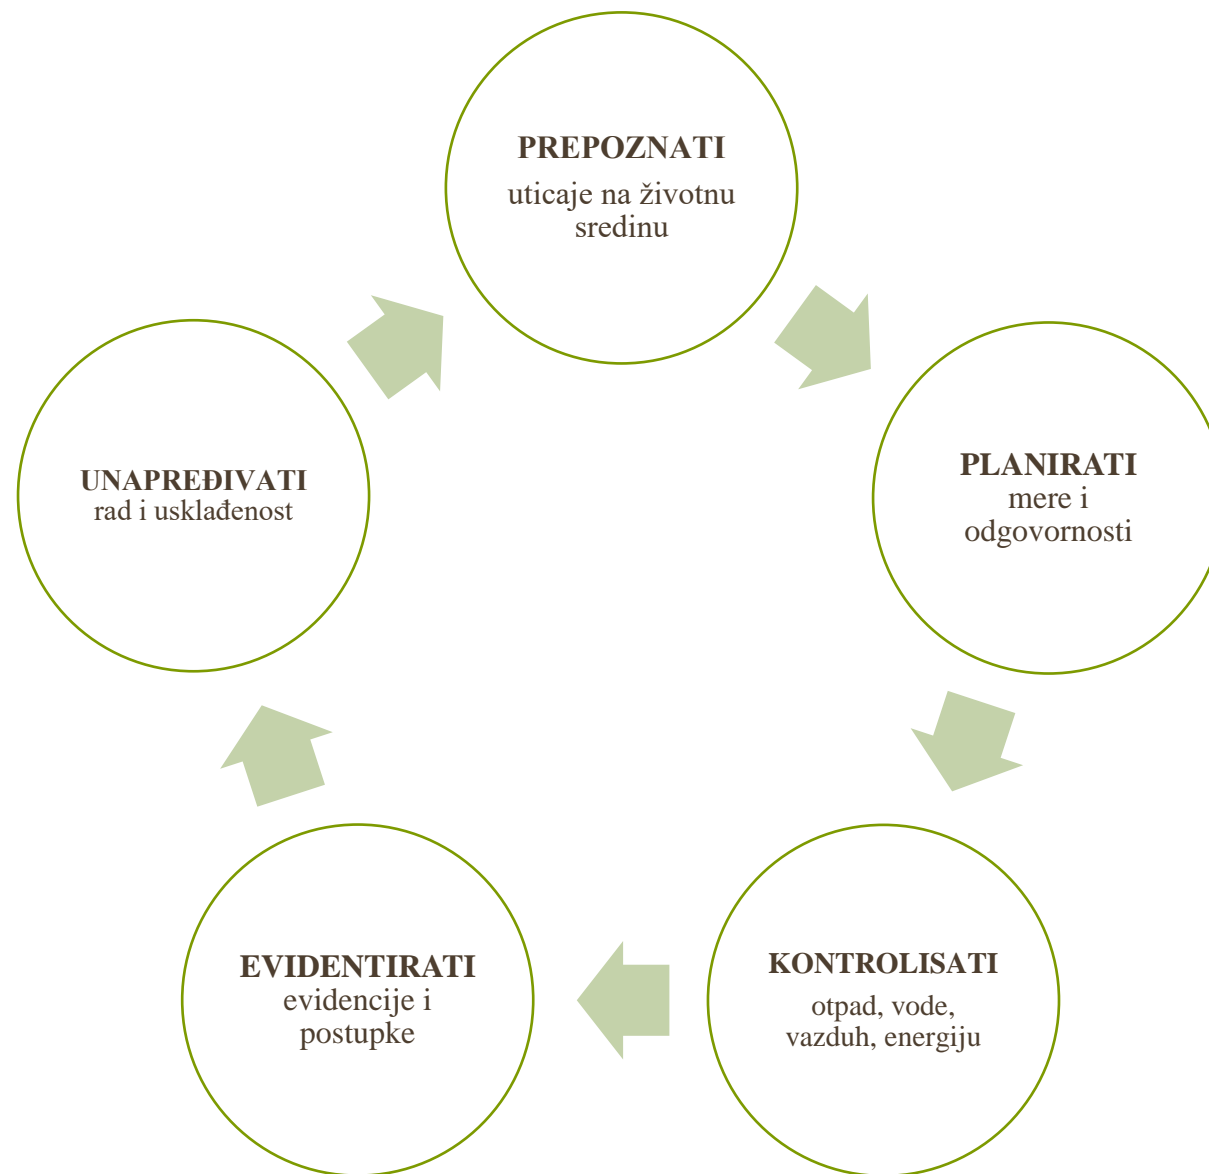 PREPOZNATI
uticaje na životnu
sredinu
PLANIRATI
mere i
odgovornosti
KONTROLISATI
otpad, vode,
vazduh, energiju
EVIDENTIRATI
evidencije i
postupke
UNAPREĐIVATI
rad i usklađenost